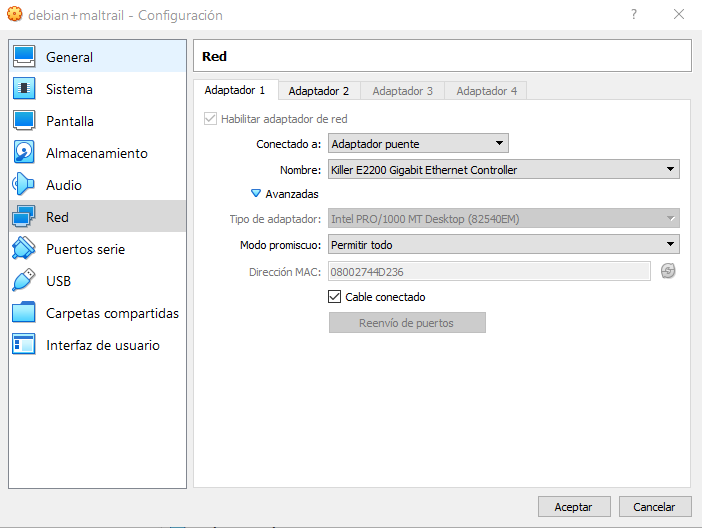 debian+maltrail - Configuración
?
General
Sistema
Pantalla
Almacenamiento
Audio
Red
Puertos serie
USB
Carpetas compartidas
Interfaz de usuario
Red
Adaptador 1 Adaptador 2 Adaptador 3 Adaptador 4
Habilitar adaptador de red
Conectado a: Adaptador puente
Nombre: Killer E2200 Gigabit Ethernet Controller
Avanzadas
Tipo de adaptador: Intel PRO/1000 MT Desktop (82540EM)
Modo promiscuo: Permitir todo
Dirección MAC: 08002744D236
Cable conectado
Reenvío de puertos
Aceptar Cancelar